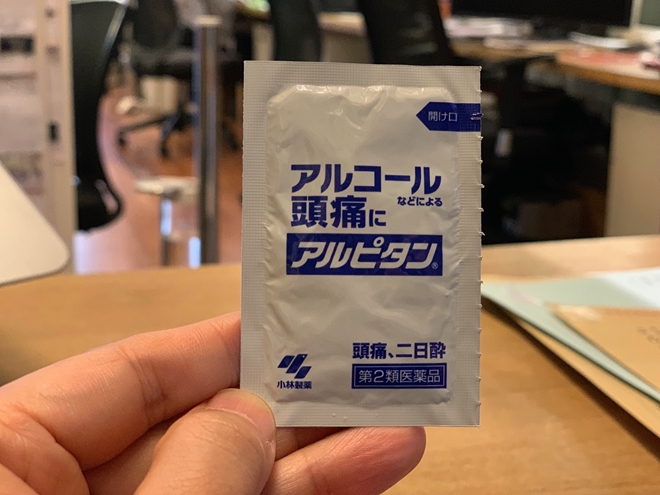 開け口
アルコール
などによる
頭痛に
アルピタン®
頭痛、二日酔
第2類医薬品
小林製薬